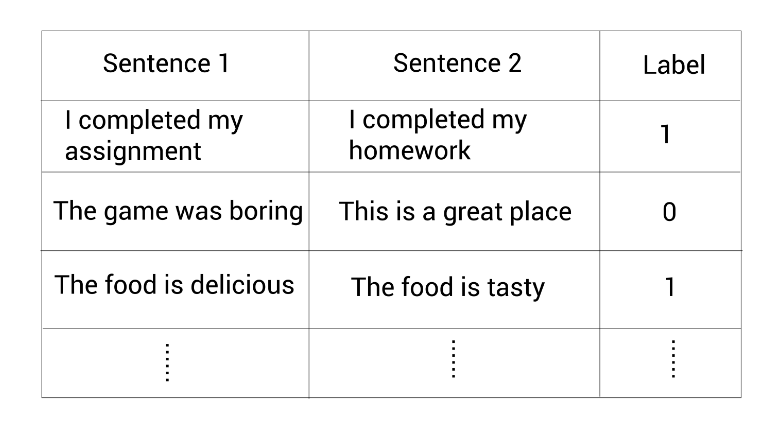 Sentence 1 Sentence 2 Label
I completed my assignment I completed my homework 1
The game was boring This is a great place 0
The food is delicious The food is tasty 1